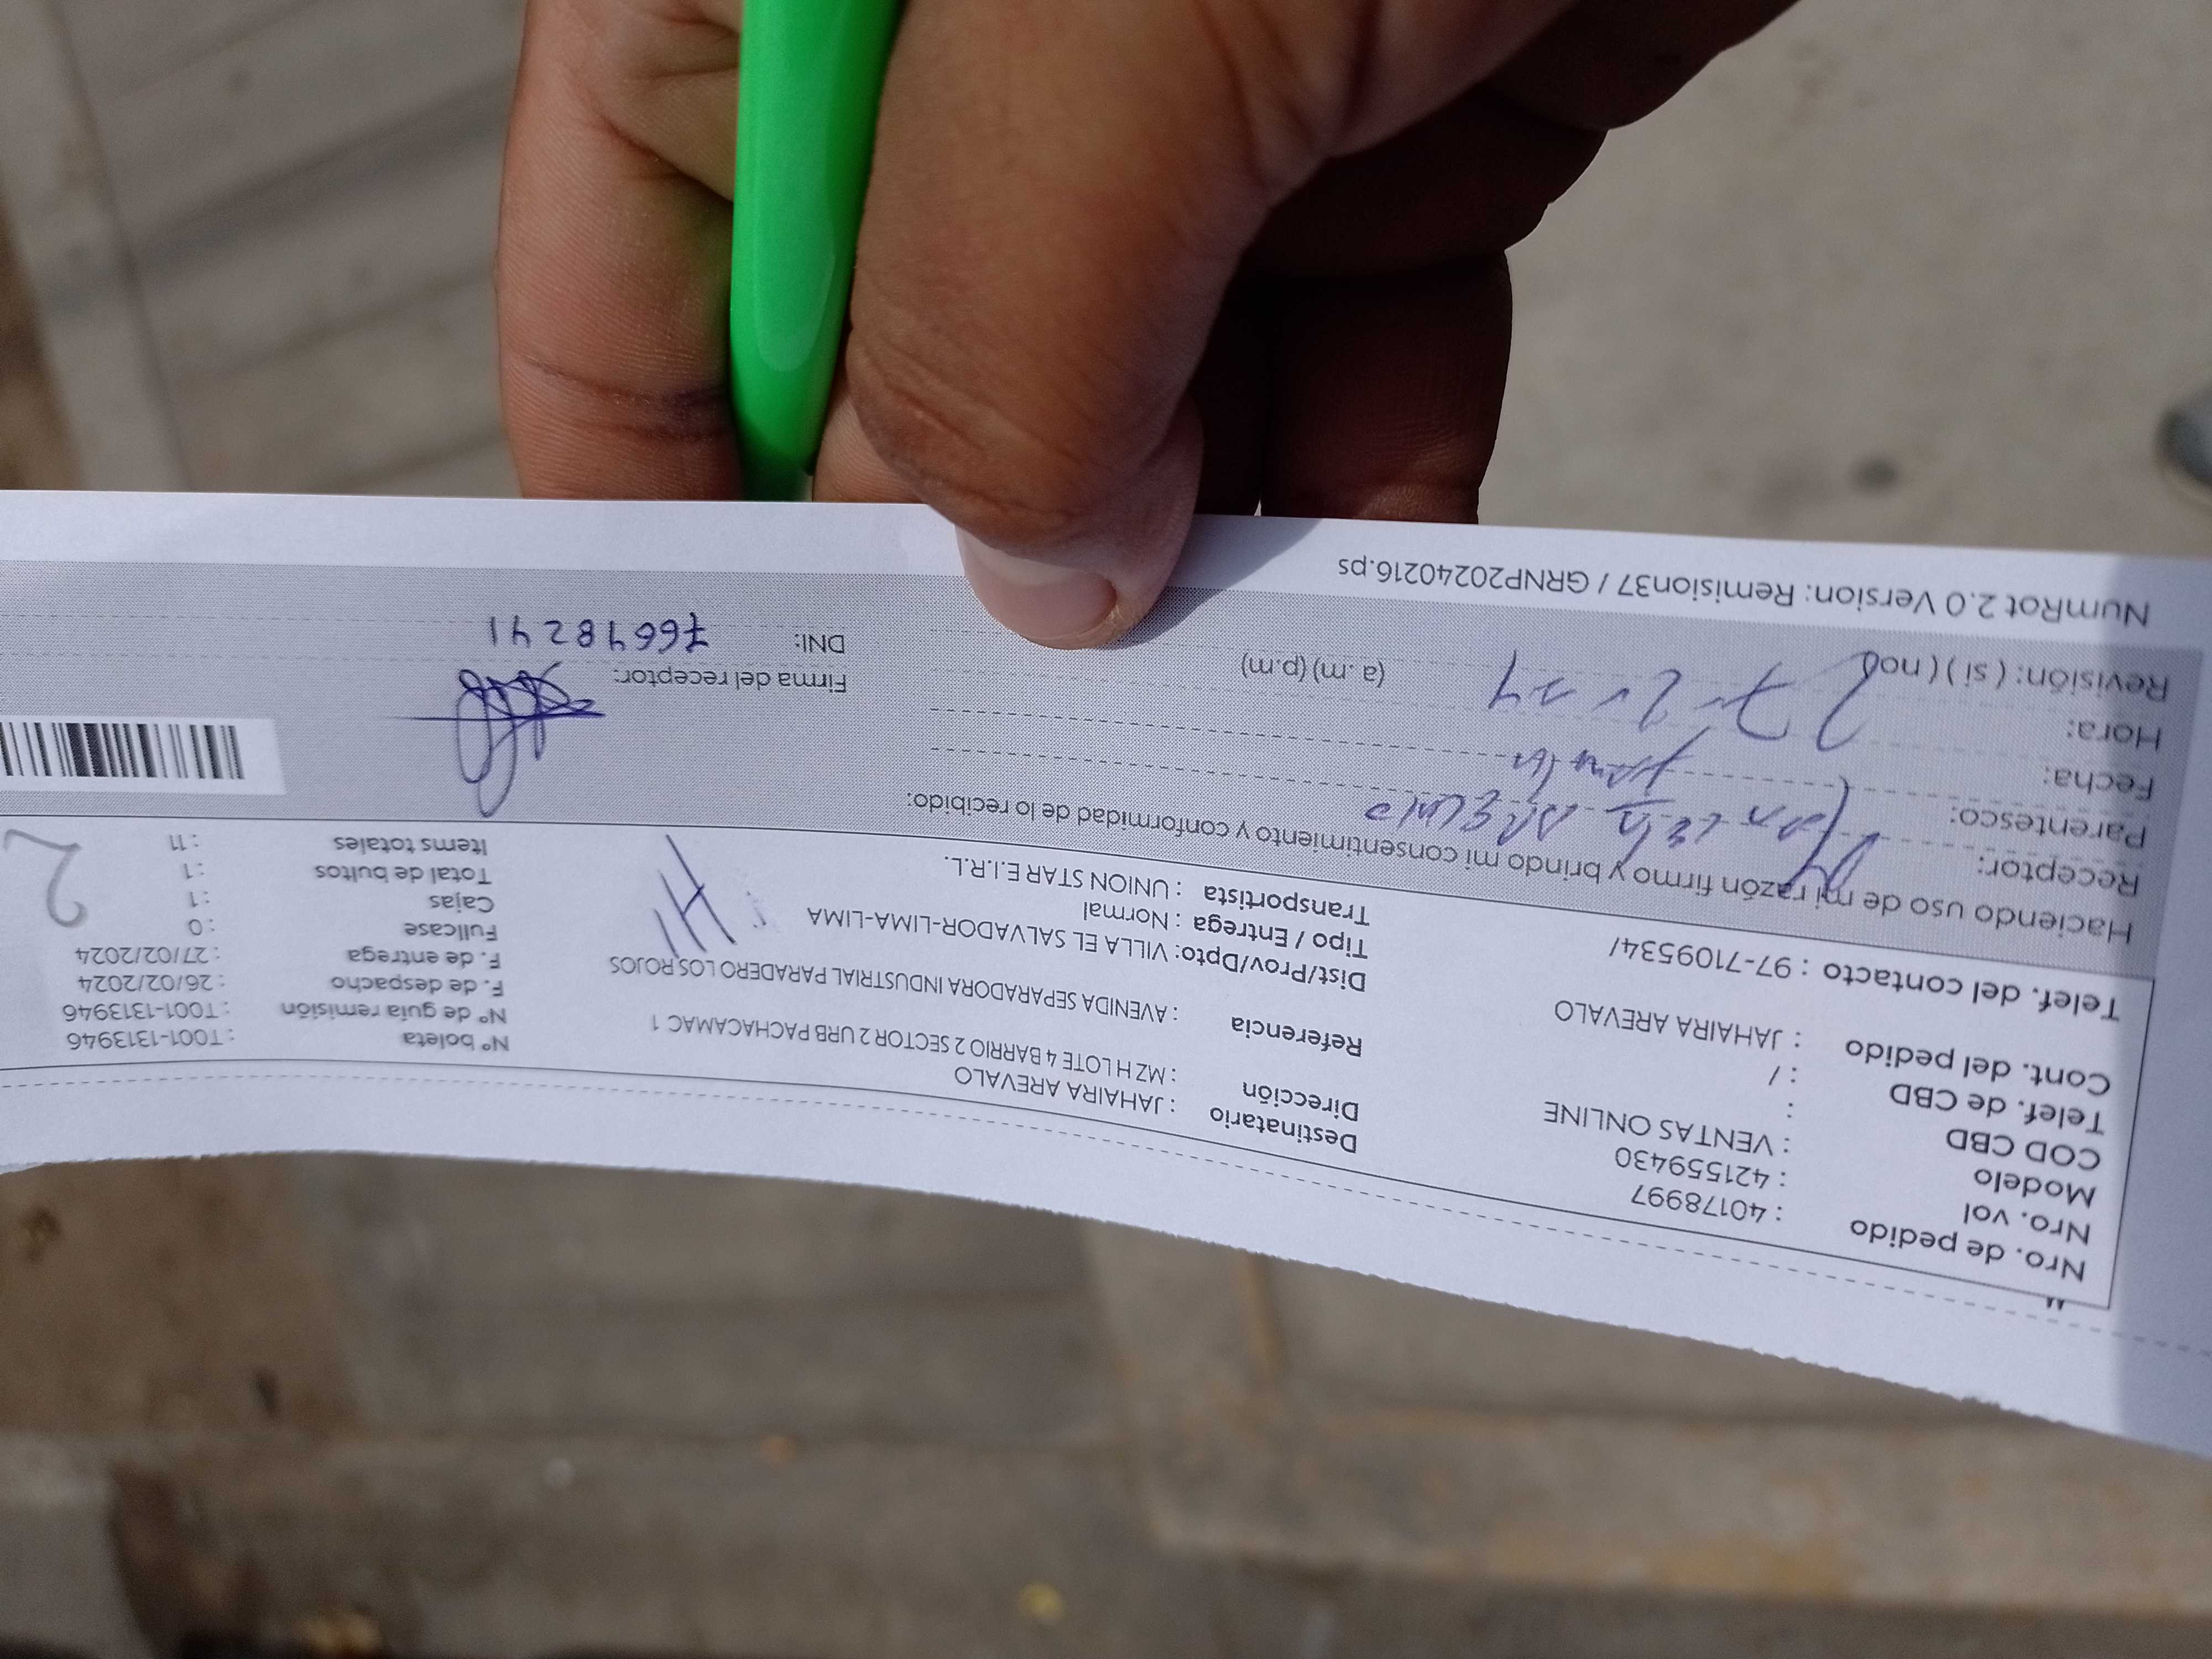 Nro. de pedido : 40178997
Nro. vol : 421559430
Modelo : VENTAS ONLINE
COD CBD :
Telef. de CBD : /
Cont. del pedido : JAHAIRA AREVALO
Telef. del contacto : 97-7109534/
Destinatario : JAHAIRA AREVALO
Dirección : MZ H LOTE 4 BARRIO 2 SECTOR 2 URB PACHACAMAC 1
Referencia : AVENIDA SEPARADORA INDUSTRIAL PARADERO LOS ROJOS
Dist/Prov/Dpto: VILLA EL SALVADOR-LIMA-LIMA
Tipo / Entrega : Normal
Transportista : UNION STAR E.I.R.L.
N° boleta : T001-1313946
N° de guia remisión : T001-1313946
F. de despacho : 26/02/2024
F. de entrega : 27/02/2024
Fullcase : 0
Cajas : 1
Total de bultos : 1
Items totales : 11
2
Haciendo uso de mi razón firmo y brindo mi consentimiento y conformidad de lo recibido:
Receptor:
Parentesco:
Fecha:
Hora: (a.m) (p.m)
Revisión: ( si ) ( no )
Firma del receptor:
DNI: 76698241
NumRot 2.0 Version: Remision37 / GRNP20240216.ps